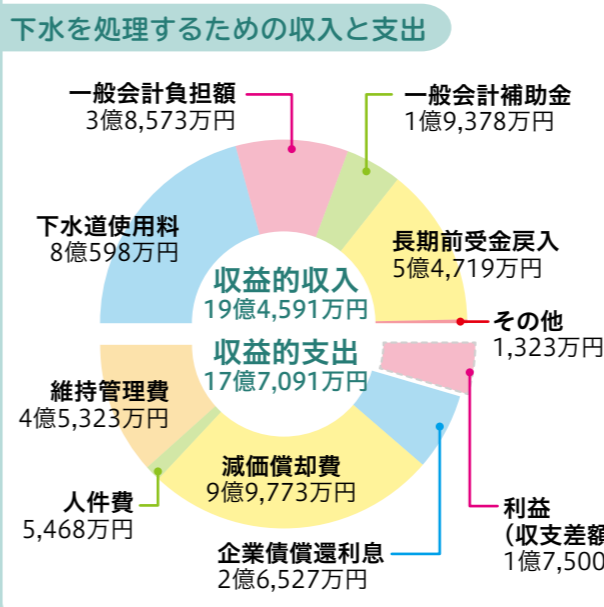 下水を処理するための収入と支出
一般会計負担額
3億8,573万円
一般会計補助金
1億9,378万円
下水道使用料
8億598万円
長期前受金戻入
5億4,719万円
収益的収入
19億4,591万円
その他
1,323万円
収益的支出
17億7,091万円
維持管理費
4億5,323万円
減価償却費
9億9,773万円
人件費
5,468万円
利益
（収支差額
1億7,500
企業債償還利息
2億6,527万円